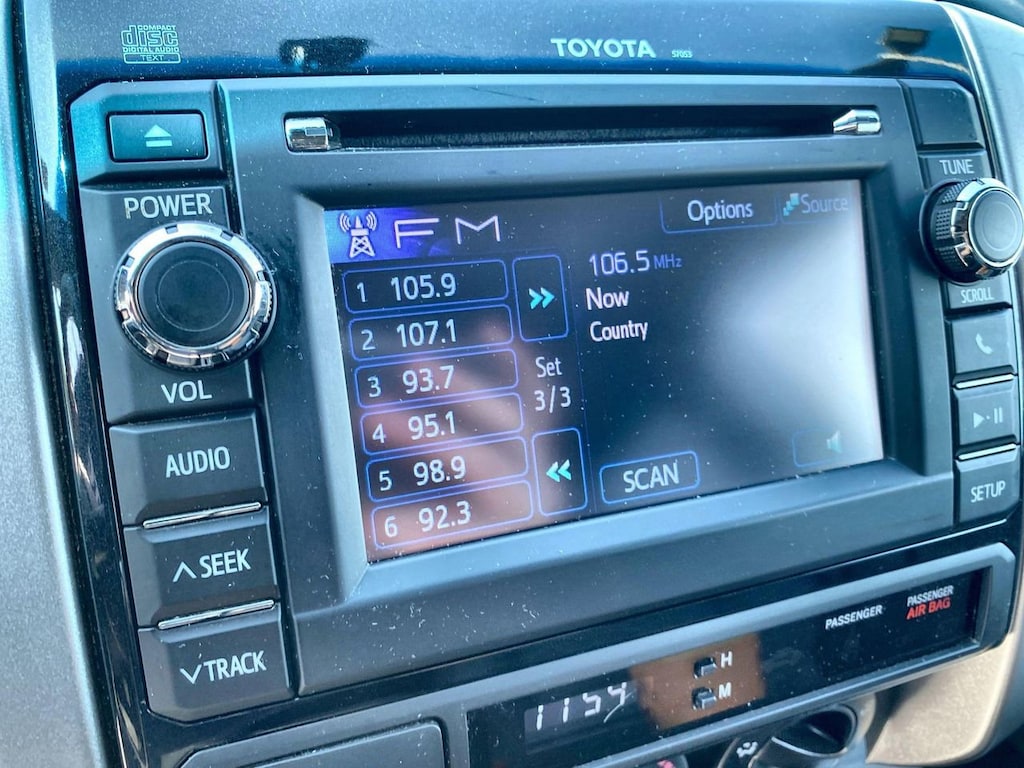 COMPACT
disc
DIGITAL AUDIO
TEXT
TOYOTA
57053
POWER
VOL
AUDIO
∧ SEEK
∨ TRACK
FM
Options
Source
1 105.9
2 107.1
3 93.7
4 95.1
5 98.9
6 92.3
>>
Set
3/3
<<
106.5 MHz
Now
Country
SCAN
TUNE
SCROLL
SETUP
PASSENGER
PASSENGER
AIR BAG
1159
H
M